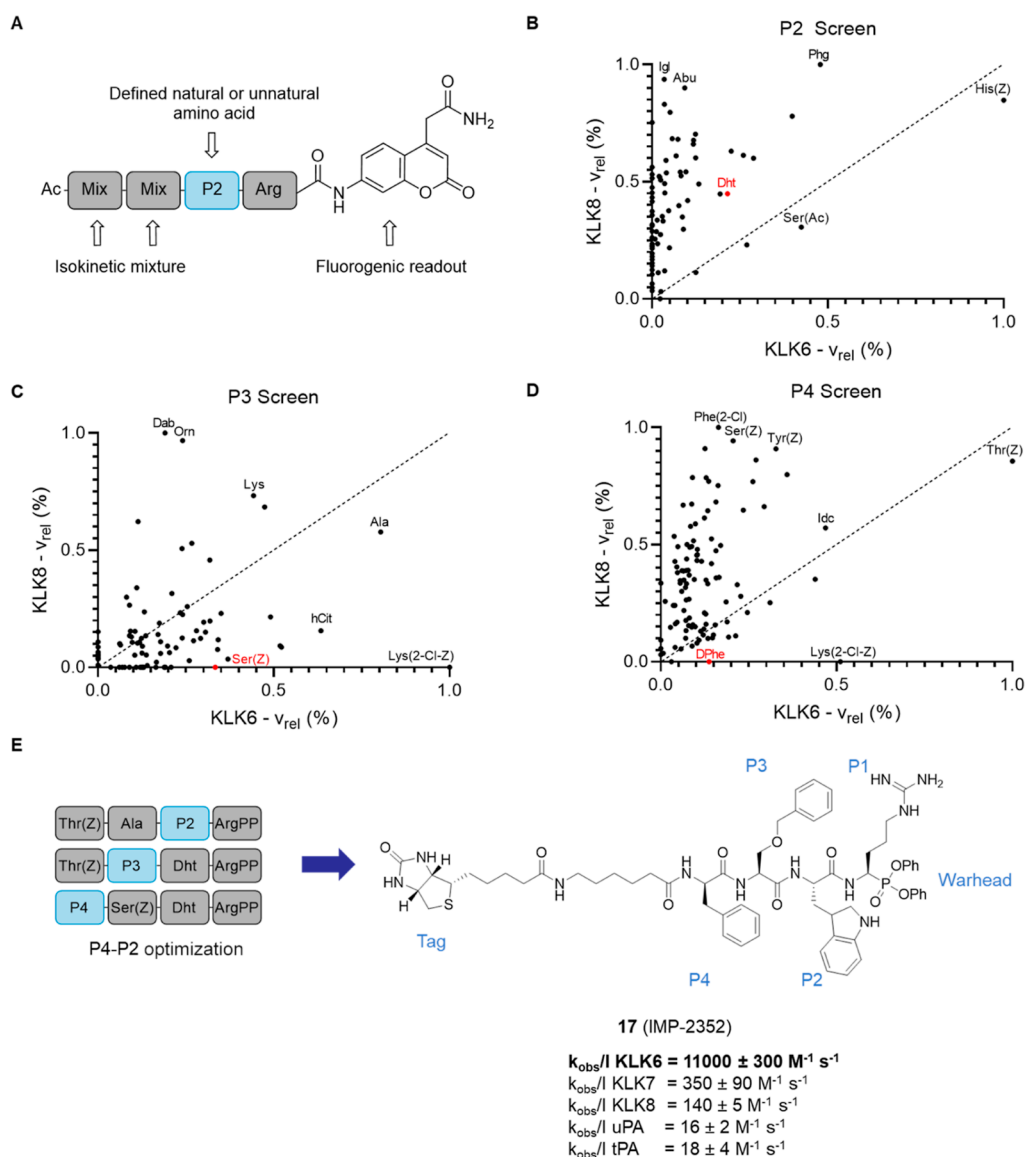 A
Defined natural or unnatural
amino acid
Ac
Mix
Mix
P2
Arg
O
N
H
O
NH2
O
O
Isokinetic mixture
Fluorogenic readout
B
P2 Screen
KLK8 - vrel (%)
1.0
0.5
0.0
Igl
Abu
Phg
His(Z)
Dht
Ser(Ac)
0.0
0.5
1.0
KLK6 - vrel (%)
C
P3 Screen
KLK8 - vrel (%)
1.0
0.5
0.0
Dab
Orn
Lys
Ala
hCit
Ser(Z)
Lys(2-Cl-Z)
0.0
0.5
1.0
KLK6 - vrel (%)
D
P4 Screen
KLK8 - vrel (%)
1.0
0.5
0.0
Phe(2-Cl)
Ser(Z)
Tyr(Z)
Thr(Z)
Idc
DPhe
Lys(2-Cl-Z)
0.0
0.5
1.0
KLK6 - vrel (%)
E
Thr(Z) Ala P2 ArgPP
Thr(Z) P3 Dht ArgPP
P4 Ser(Z) Dht ArgPP
P4-P2 optimization
P3
P1
HN
NH2
NH
O
O
NH
HN
H
H
S
O
N
H
O
H
N
O
N
H
O
H
N
O
H
N
P
O
OPh
OPh
NH
Warhead
Tag
P4
P2
17 (IMP-2352)
kobs/I KLK6 = 11000 ± 300 M-1 s-1
kobs/I KLK7 = 350 ± 90 M-1 s-1
kobs/I KLK8 = 140 ± 5 M-1 s-1
kobs/I uPA = 16 ± 2 M-1 s-1
kobs/I tPA = 18 ± 4 M-1 s-1